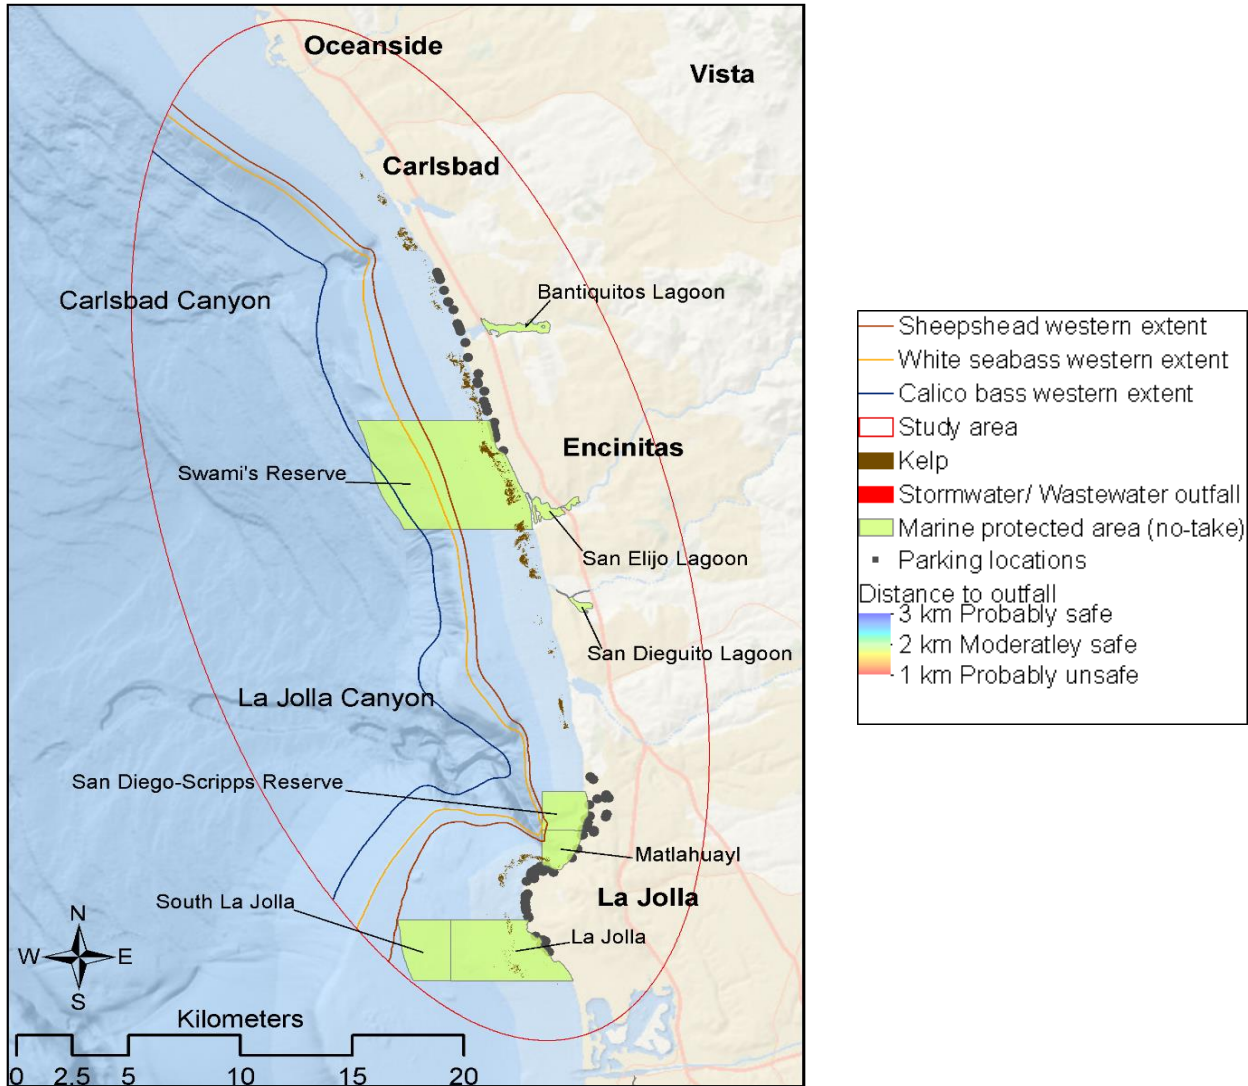 Oceanside
Vista
Carlsbad
Bantiquitos Lagoon
Carlsbad Canyon
Encinitas
Swami's Reserve
San Elijo Lagoon
San Dieguito Lagoon
La Jolla Canyon
San Diego-Scripps Reserve
Matlahuayl
La Jolla
South La Jolla
La Jolla
N
W E
S
Kilometers
0 2.5 5 10 15 20
Sheepshead western extent
White seabass western extent
Calico bass western extent
Study area
Kelp
Stormwater/ Wastewater outfall
Marine protected area (no-take)
Parking locations
Distance to outfall
3 km Probably safe
2 km Moderatley safe
1 km Probably unsafe